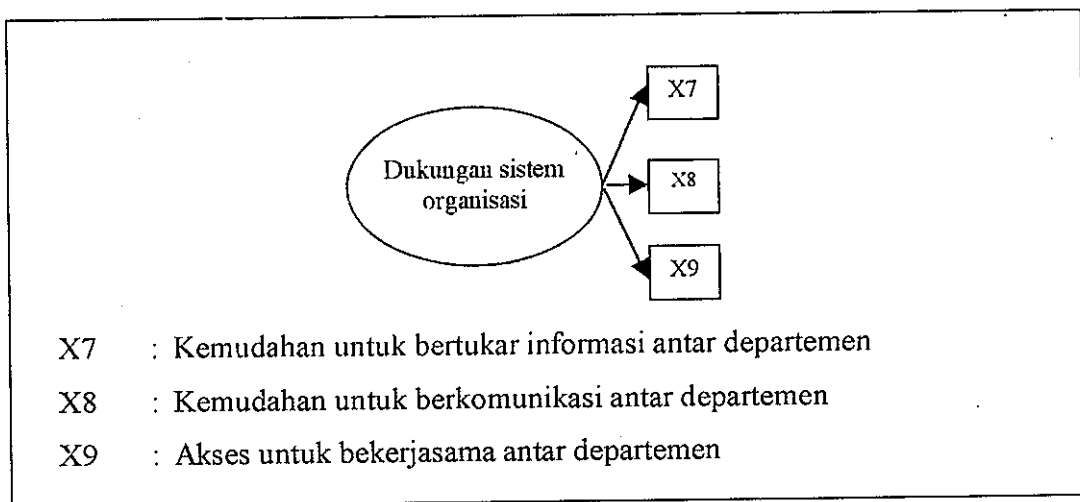 X7
Dukungan sistem
organisasi
X8
X9
X7 : Kemudahan untuk bertukar informasi antar departemen
X8 : Kemudahan untuk berkomunikasi antar departemen
X9 : Akses untuk bekerjasama antar departemen